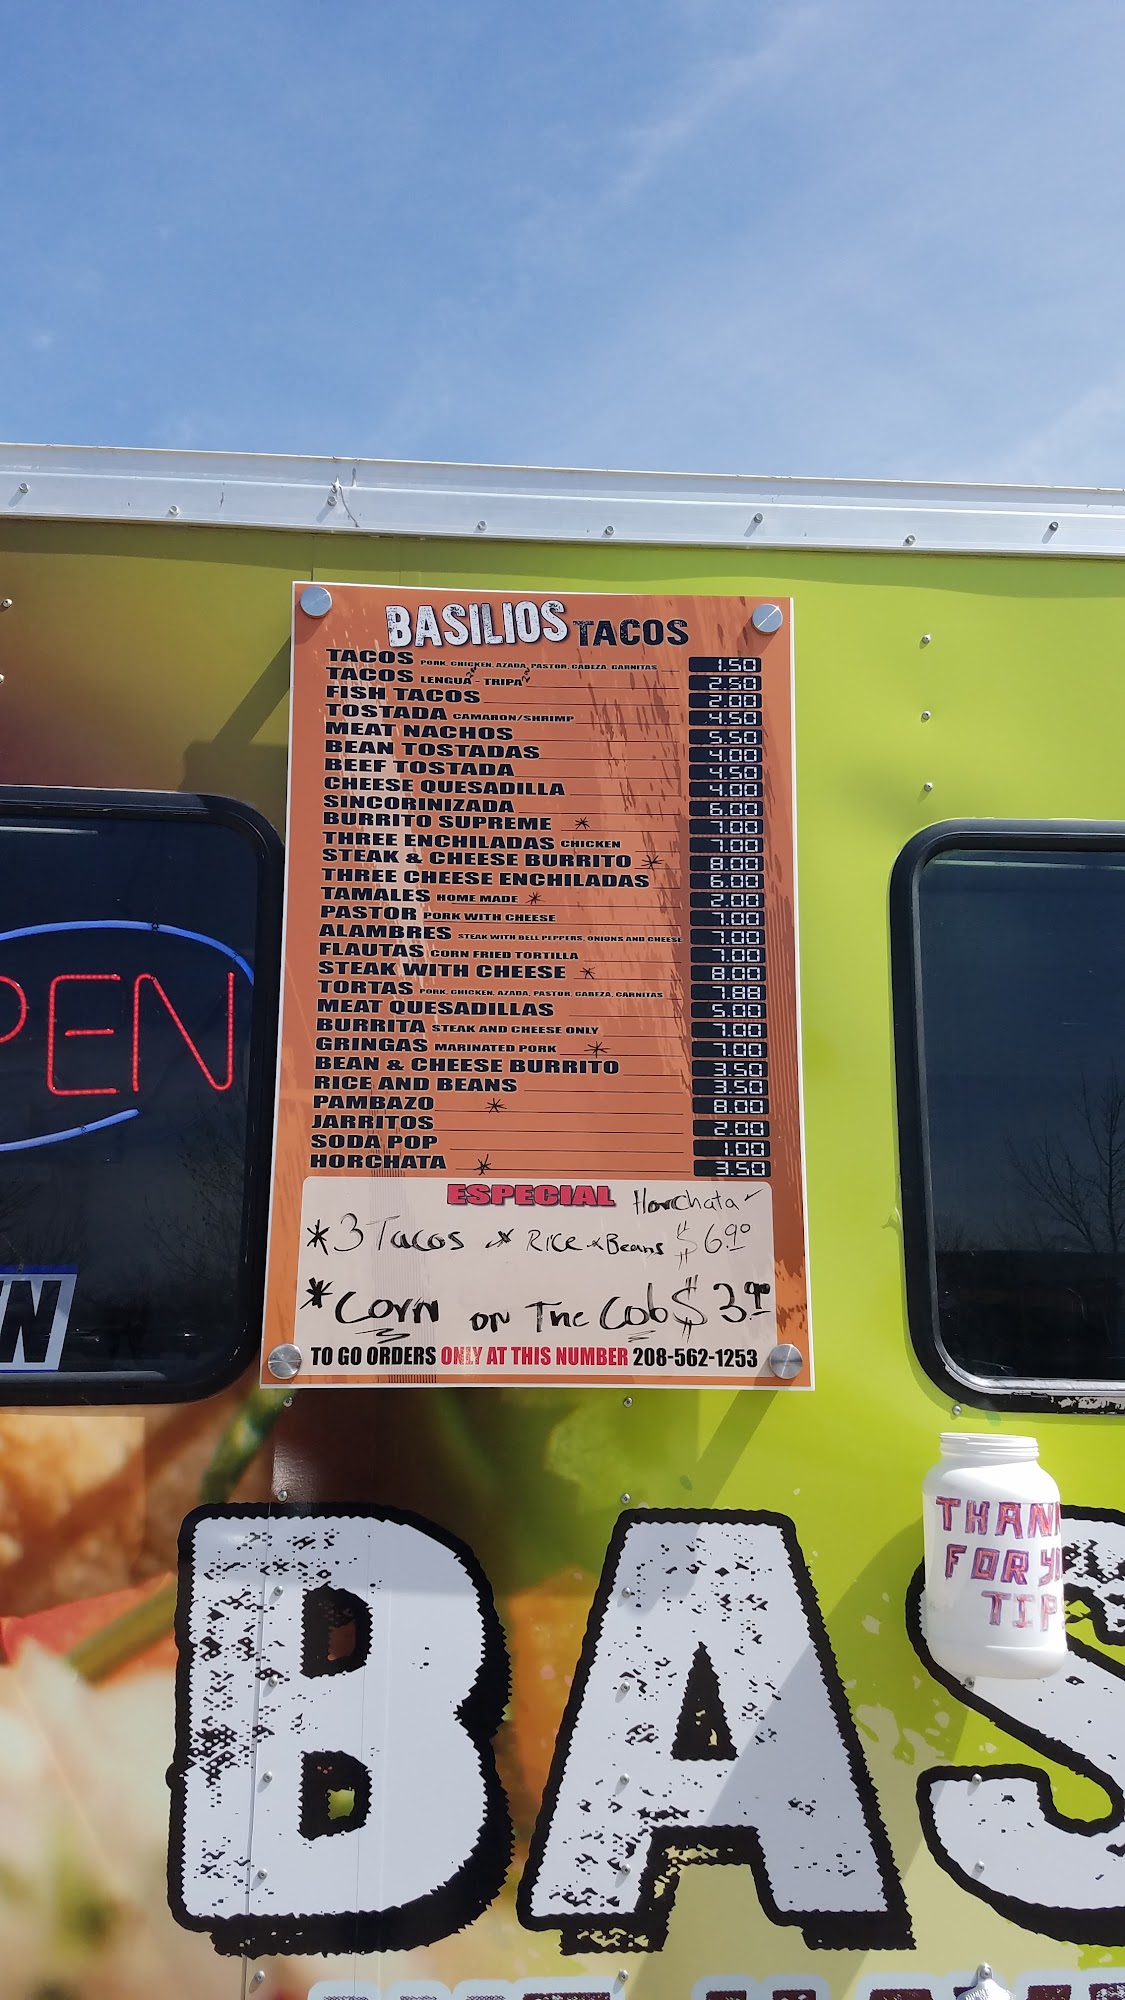 BASILIOS TACOS
TACOS PORK, CHICKEN, AZADA, PASTOR, CABEZA, CARNITAS 1.50
TACOS LENGUA - TRIPA 2.50
FISH TACOS 2.00
TOSTADA CAMARON/SHRIMP 4.50
MEAT NACHOS 5.50
BEAN TOSTADAS 4.00
BEEF TOSTADA 4.50
CHEESE QUESADILLA 4.00
SINCORINIZADA 6.00
BURRITO SUPREME * 7.00
THREE ENCHILADAS CHICKEN 7.00
STEAK & CHEESE BURRITO * 8.00
THREE CHEESE ENCHILADAS 6.00
TAMALES HOME MADE * 2.00
PASTOR PORK WITH CHEESE 7.00
ALAMBRES STEAK WITH BELL PEPPERS, ONIONS AND CHEESE 7.00
FLAUTAS CORN FRIED TORTILLA 7.00
STEAK WITH CHEESE * 8.00
TORTAS PORK, CHICKEN, AZADA, PASTOR, CABEZA, CARNITAS 7.88
MEAT QUESADILLAS 5.00
BURRITA STEAK AND CHEESE ONLY 7.00
GRINGAS MARINATED PORK * 7.00
BEAN & CHEESE BURRITO 3.50
RICE AND BEANS 3.50
PAMBAZO * 8.00
JARRITOS 2.00
SODA POP 1.00
HORCHATA * 3.50
ESPECIAL Horchata ✓
* 3 Tacos * Rice * Beans $6.90
* Corn on The Cob $3.90
TO GO ORDERS ONLY AT THIS NUMBER 208-562-1253
PEN
N
THAN
FOR YO
TIP
BAS